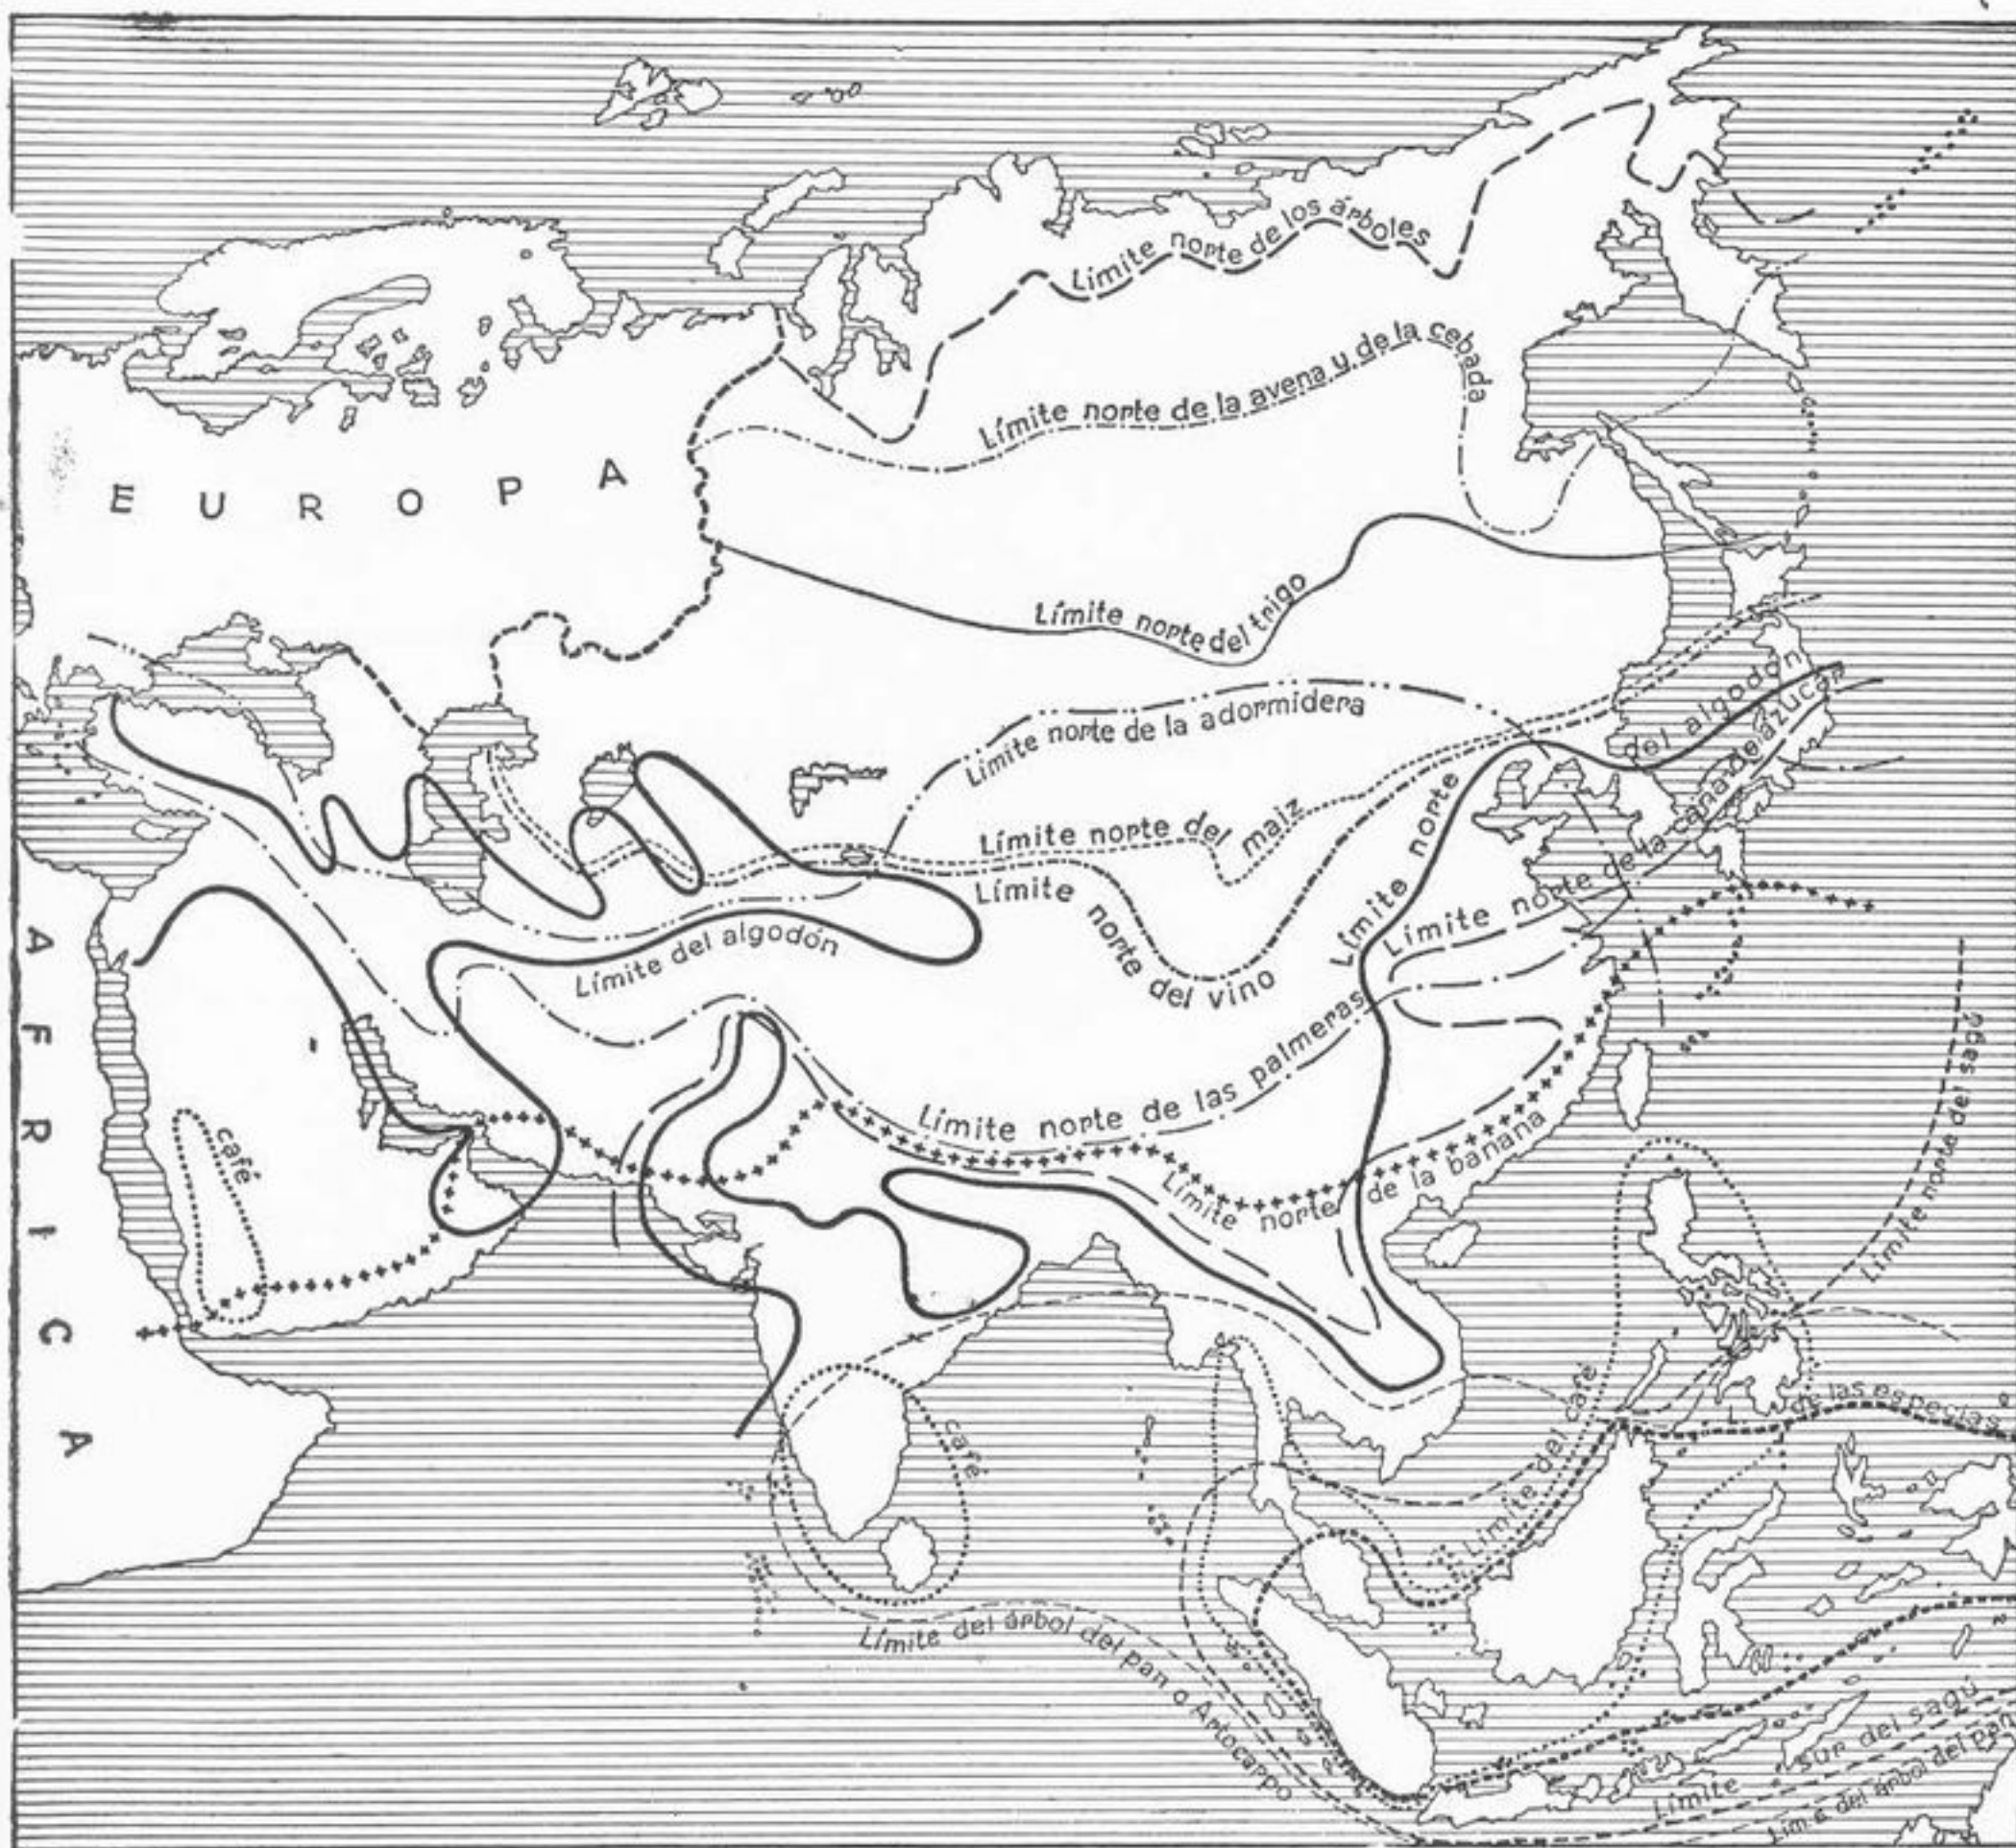 Límite norte de los árboles
Límite norte de la avena y de la cebada
EUROPA
Límite norte del trigo
Límite norte de la adormidera
Límite norte del maiz
Límite norte del vino
Límite norte del algodón
Límite norte de la caña de azúcar
Límite del algodón
Límite norte de las palmeras
Límite norte de la banana
AFRICA
café
café
Límite norte del sagú
Límite del café
L. de las especias
Límite del árbol del pan o Artocarpo
Límite sur del sagú
Lím. del árbol del pan